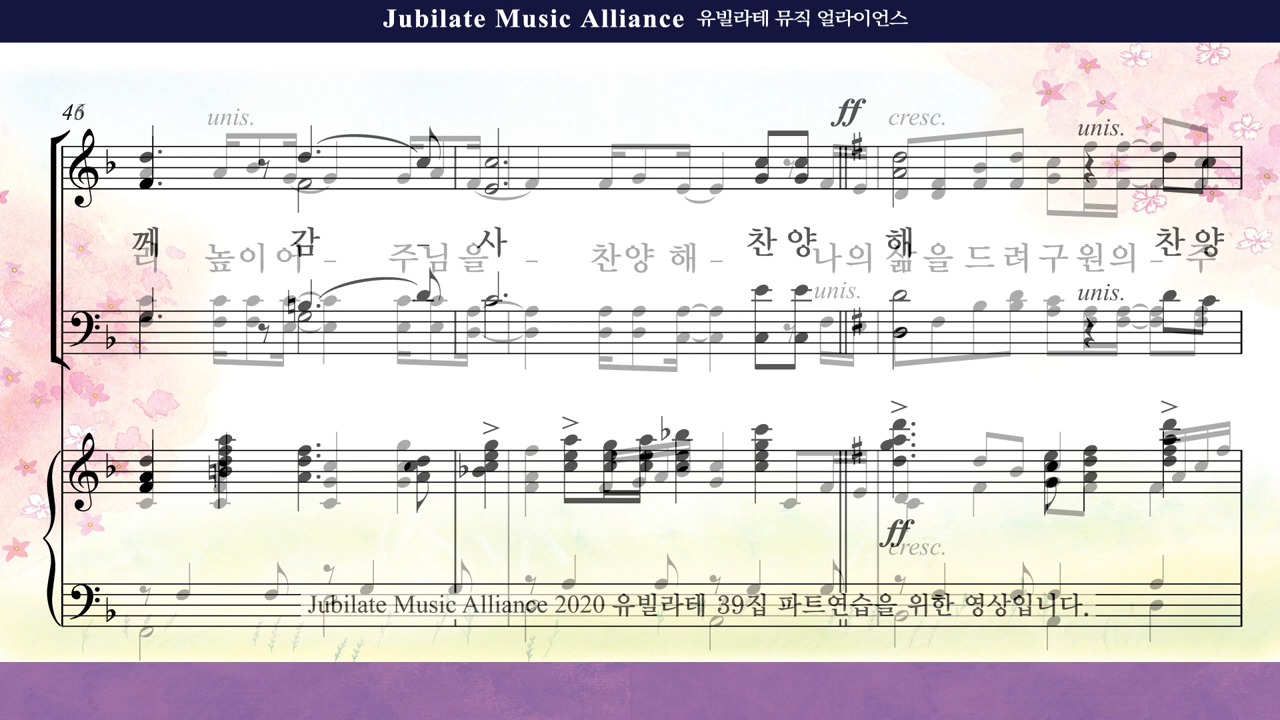 Jubilate Music Alliance 유빌라테 뮤직 얼라이언스
46
unis.
ff cresc.
unis.
께 감 - 사 찬 양 해 찬 양
높 이 어 - 주 님 을 - 찬 양 해 - 나 의 삶 을 드 려 구 원 의 - 주
unis.
unis.
ff
cresc.
Jubilate Music Alliance 2020 유빌라테 39집 파트연습을 위한 영상입니다.